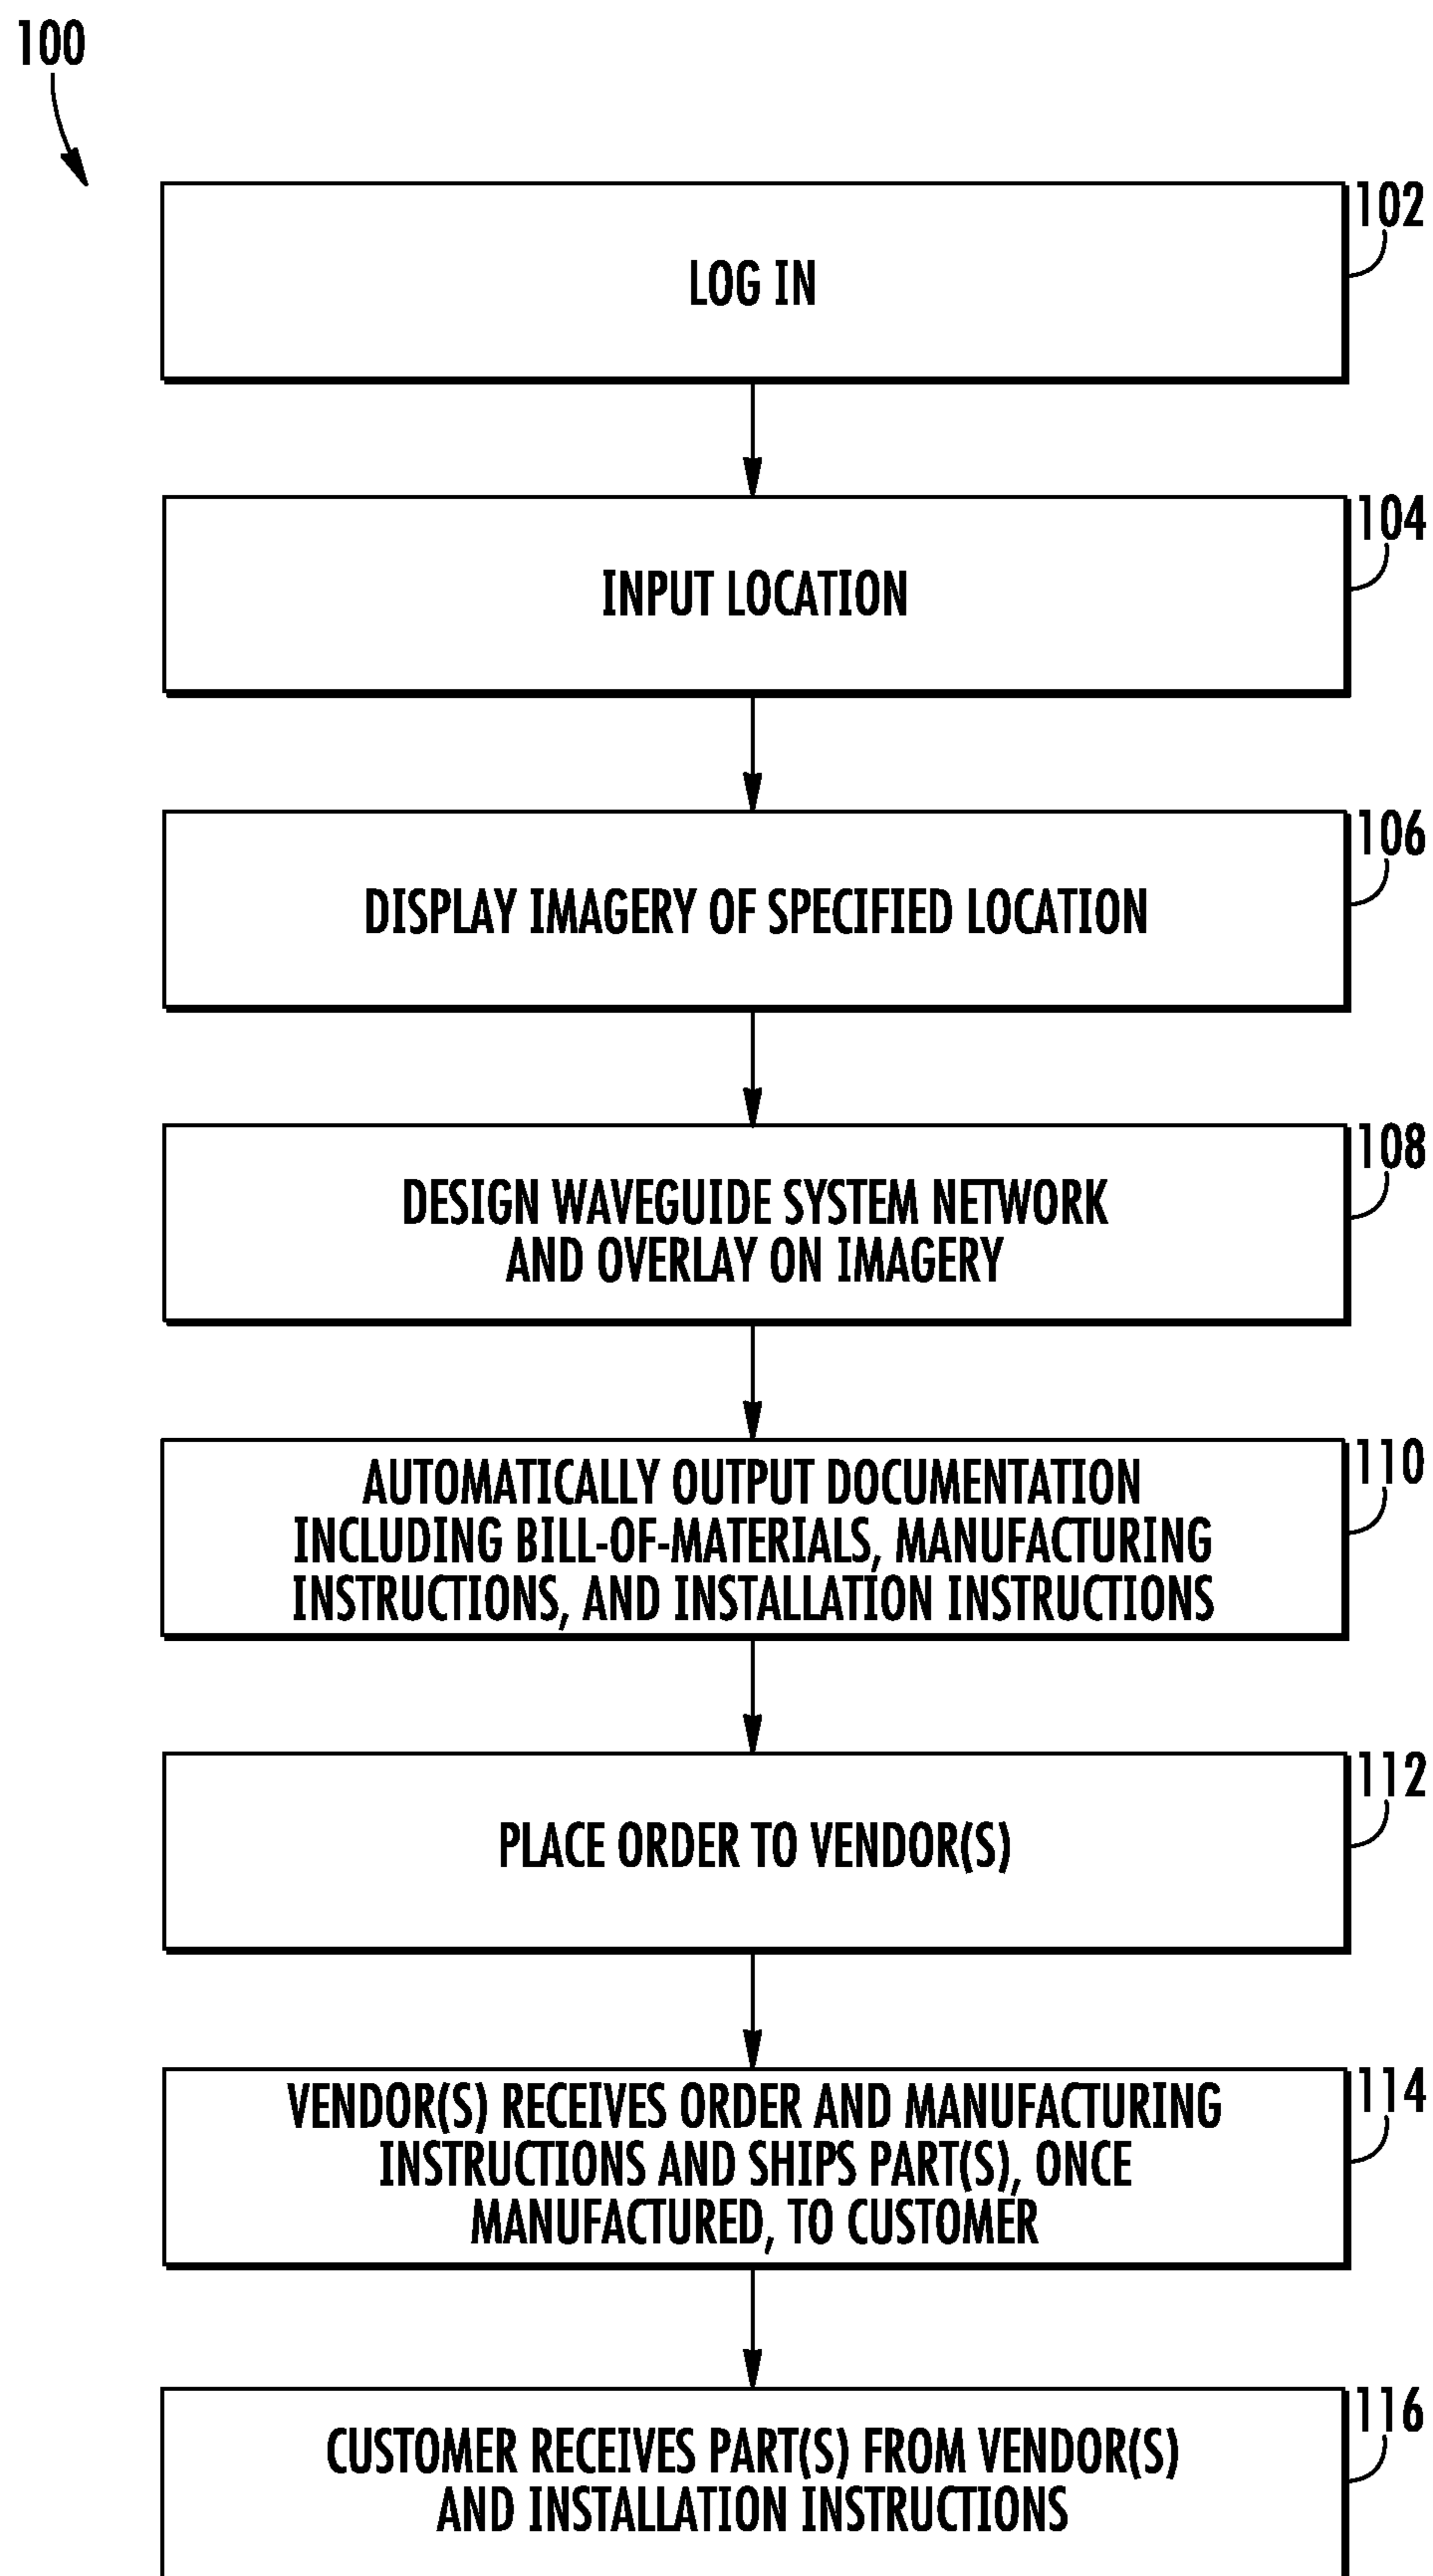 100
102
LOG IN
104
INPUT LOCATION
106
DISPLAY IMAGERY OF SPECIFIED LOCATION
108
DESIGN WAVEGUIDE SYSTEM NETWORK
AND OVERLAY ON IMAGERY
110
AUTOMATICALLY OUTPUT DOCUMENTATION
INCLUDING BILL-OF-MATERIALS, MANUFACTURING
INSTRUCTIONS, AND INSTALLATION INSTRUCTIONS
112
PLACE ORDER TO VENDOR(S)
114
VENDOR(S) RECEIVES ORDER AND MANUFACTURING
INSTRUCTIONS AND SHIPS PART(S), ONCE
MANUFACTURED, TO CUSTOMER
116
CUSTOMER RECEIVES PART(S) FROM VENDOR(S)
AND INSTALLATION INSTRUCTIONS